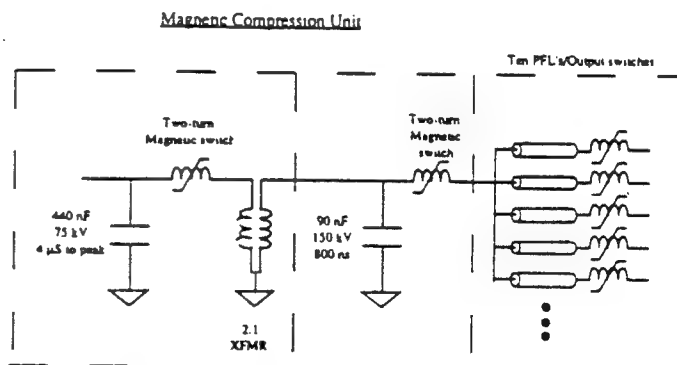 Magnetic Compression Unit
Ten PFL's/Output switches
Two-turn
Magnetic switch
Two-turn
Magnetic
switch
440 nF
75 kV
4 µS to peak
90 nF
150 kV
800 ns
2.1
XFMR